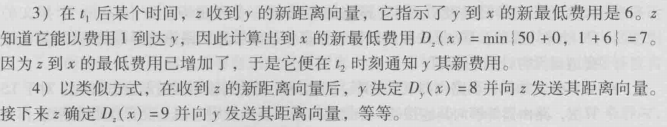 3）在 t₁ 后某个时间，z收到 y 的新距离向量，它指示了 y 到 x 的新最低费用是 6。z
知道它能以费用 1 到达 y，因此计算出到 x 的新最低费用 D_z(x) = min{50+0, 1+6} = 7。
因为 z 到 x 的最低费用已增加了，于是它便在 t₂ 时刻通知 y 其新费用。
4）以类似方式，在收到 z 的新距离向量后，y 决定 D_y(x) = 8 并向 z 发送其距离向量。
接下来 z 确定 D_z(x) = 9 并向 y 发送其距离向量，等等。